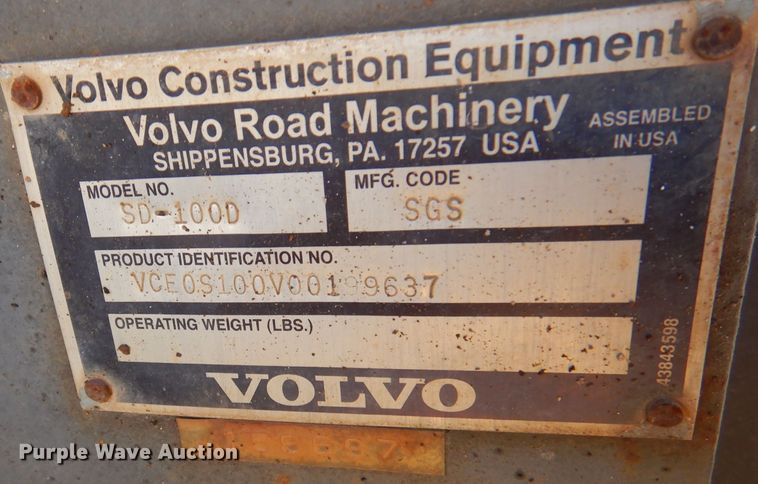 Volvo Construction Equipment
Volvo Road Machinery
SHIPPENSBURG, PA. 17257 USA
ASSEMBLED
IN USA
MODEL NO.
SD-100D
MFG. CODE
SGS
PRODUCT IDENTIFICATION NO.
VCE0S100V00199637
OPERATING WEIGHT (LBS.)
43843598
VOLVO
Purple Wave Auction